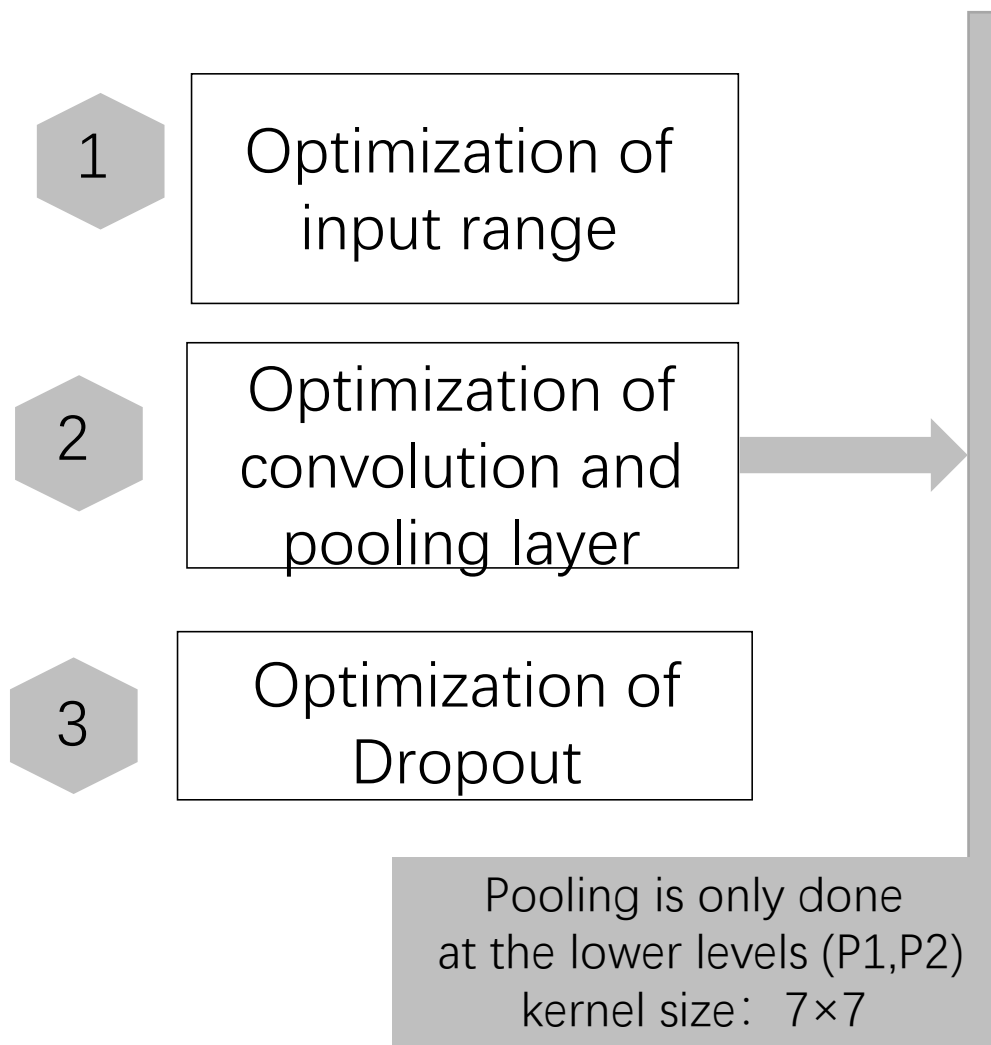 1
Optimization of
input range
2
Optimization of
convolution and
pooling layer
3
Optimization of
Dropout
Pooling is only done
at the lower levels (P1,P2)
kernel size： 7×7